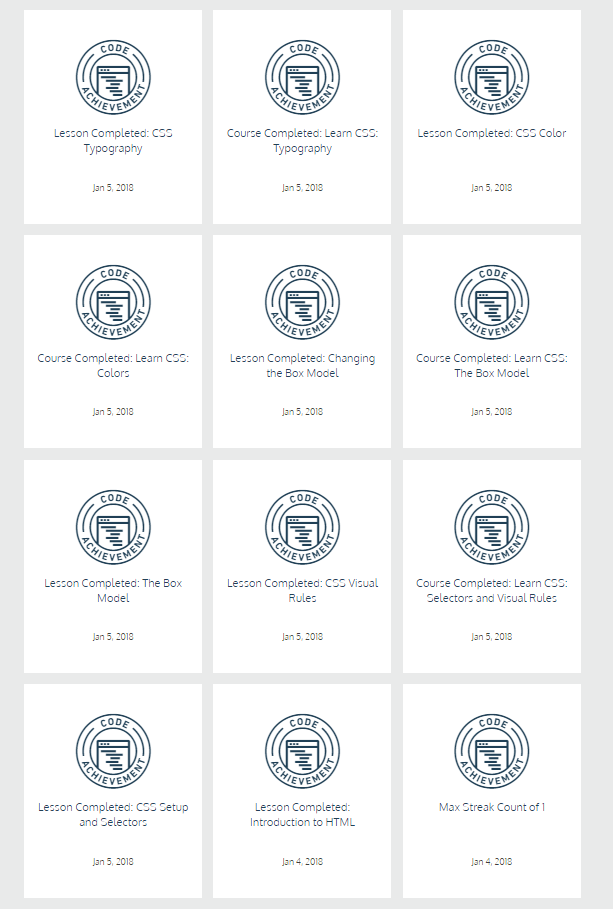 CODE ACHIEVEMENT
Lesson Completed: CSS
Typography
Jan 5, 2018
CODE ACHIEVEMENT
Course Completed: Learn CSS:
Typography
Jan 5, 2018
CODE ACHIEVEMENT
Lesson Completed: CSS Color
Jan 5, 2018
CODE ACHIEVEMENT
Course Completed: Learn CSS:
Colors
Jan 5, 2018
CODE ACHIEVEMENT
Lesson Completed: Changing
the Box Model
Jan 5, 2018
CODE ACHIEVEMENT
Course Completed: Learn CSS:
The Box Model
Jan 5, 2018
CODE ACHIEVEMENT
Lesson Completed: The Box
Model
Jan 5, 2018
CODE ACHIEVEMENT
Lesson Completed: CSS Visual
Rules
Jan 5, 2018
CODE ACHIEVEMENT
Course Completed: Learn CSS:
Selectors and Visual Rules
Jan 5, 2018
CODE ACHIEVEMENT
Lesson Completed: CSS Setup
and Selectors
Jan 5, 2018
CODE ACHIEVEMENT
Lesson Completed:
Introduction to HTML
Jan 4, 2018
CODE ACHIEVEMENT
Max Streak Count of 1
Jan 4, 2018